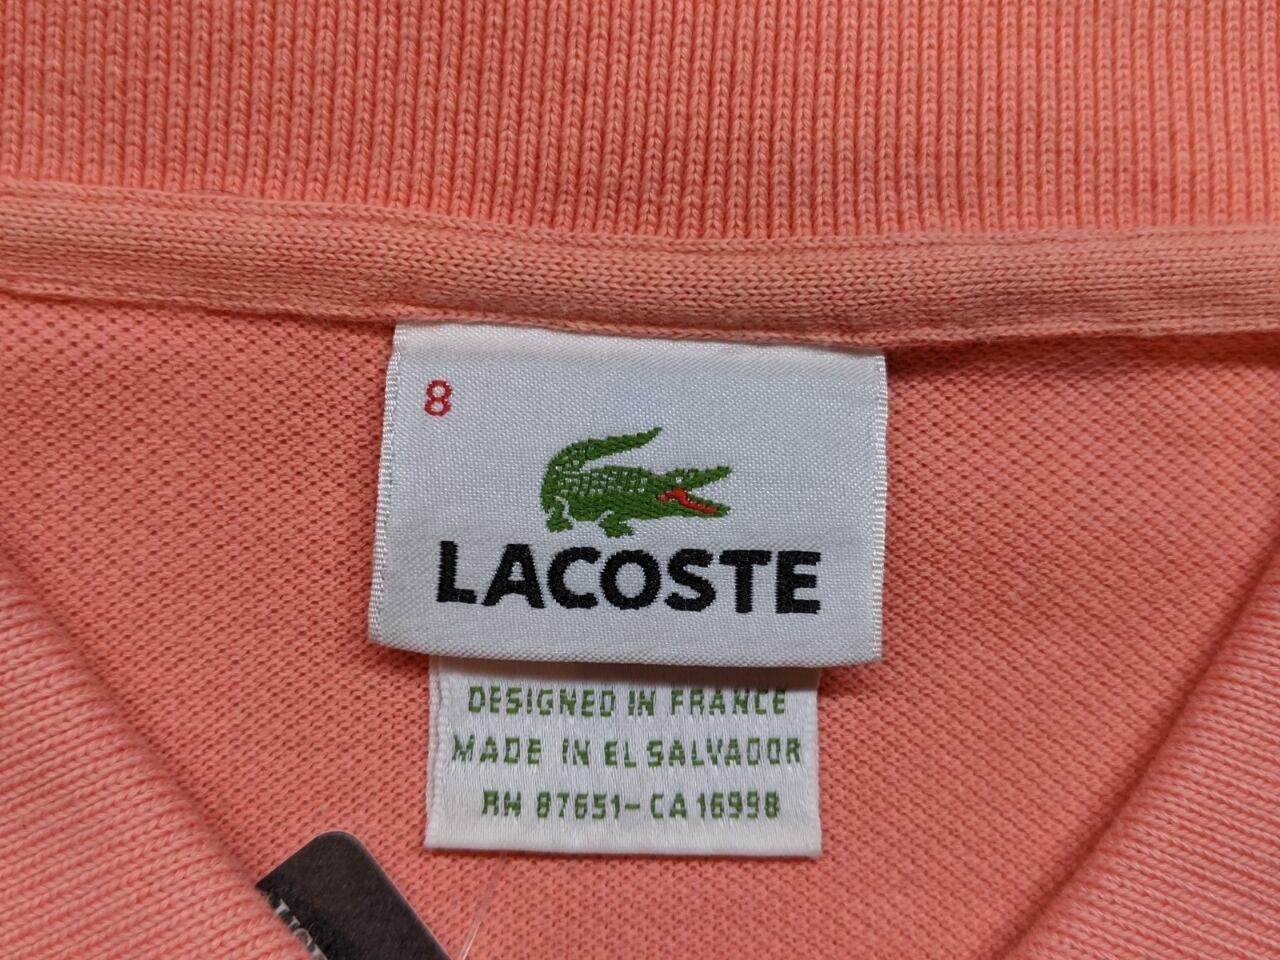 8
LACOSTE
DESIGNED IN FRANCE
MADE IN EL SALVADOR
RN 87651-CA 16998